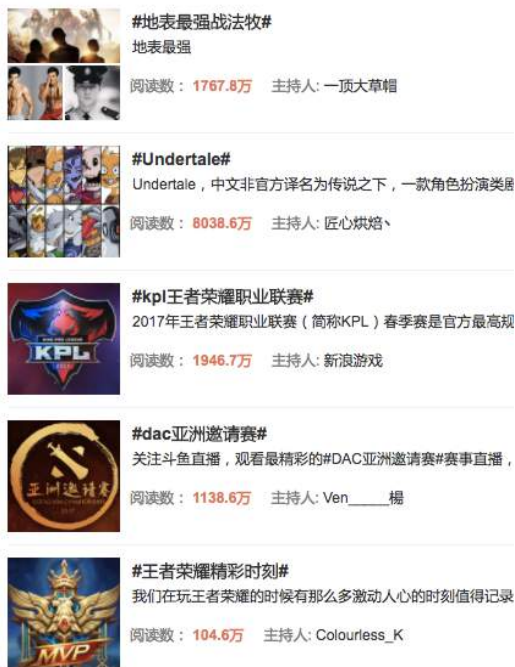 #地表最强战法牧#
地表最强
阅读数： 1767.8万 主持人: 一顶大草帽
#Undertale#
Undertale，中文非官方译名为传说之下，一款角色扮演类
阅读数： 8038.6万 主持人: 匠心烘焙丶
#kpl王者荣耀职业联赛#
2017年王者荣耀职业联赛（简称KPL）春季赛是官方最高规
KPL
阅读数： 1946.7万 主持人: 新浪游戏
#dac亚洲邀请赛#
关注斗鱼直播，观看最精彩的#DAC亚洲邀请赛#赛事直播，
亚洲邀请赛
阅读数： 1138.6万 主持人: Ven_____楊
#王者荣耀精彩时刻#
我们在玩王者荣耀的时候有那么多激动人心的时刻值得记录
MVP
阅读数： 104.6万 主持人: Colourless_K